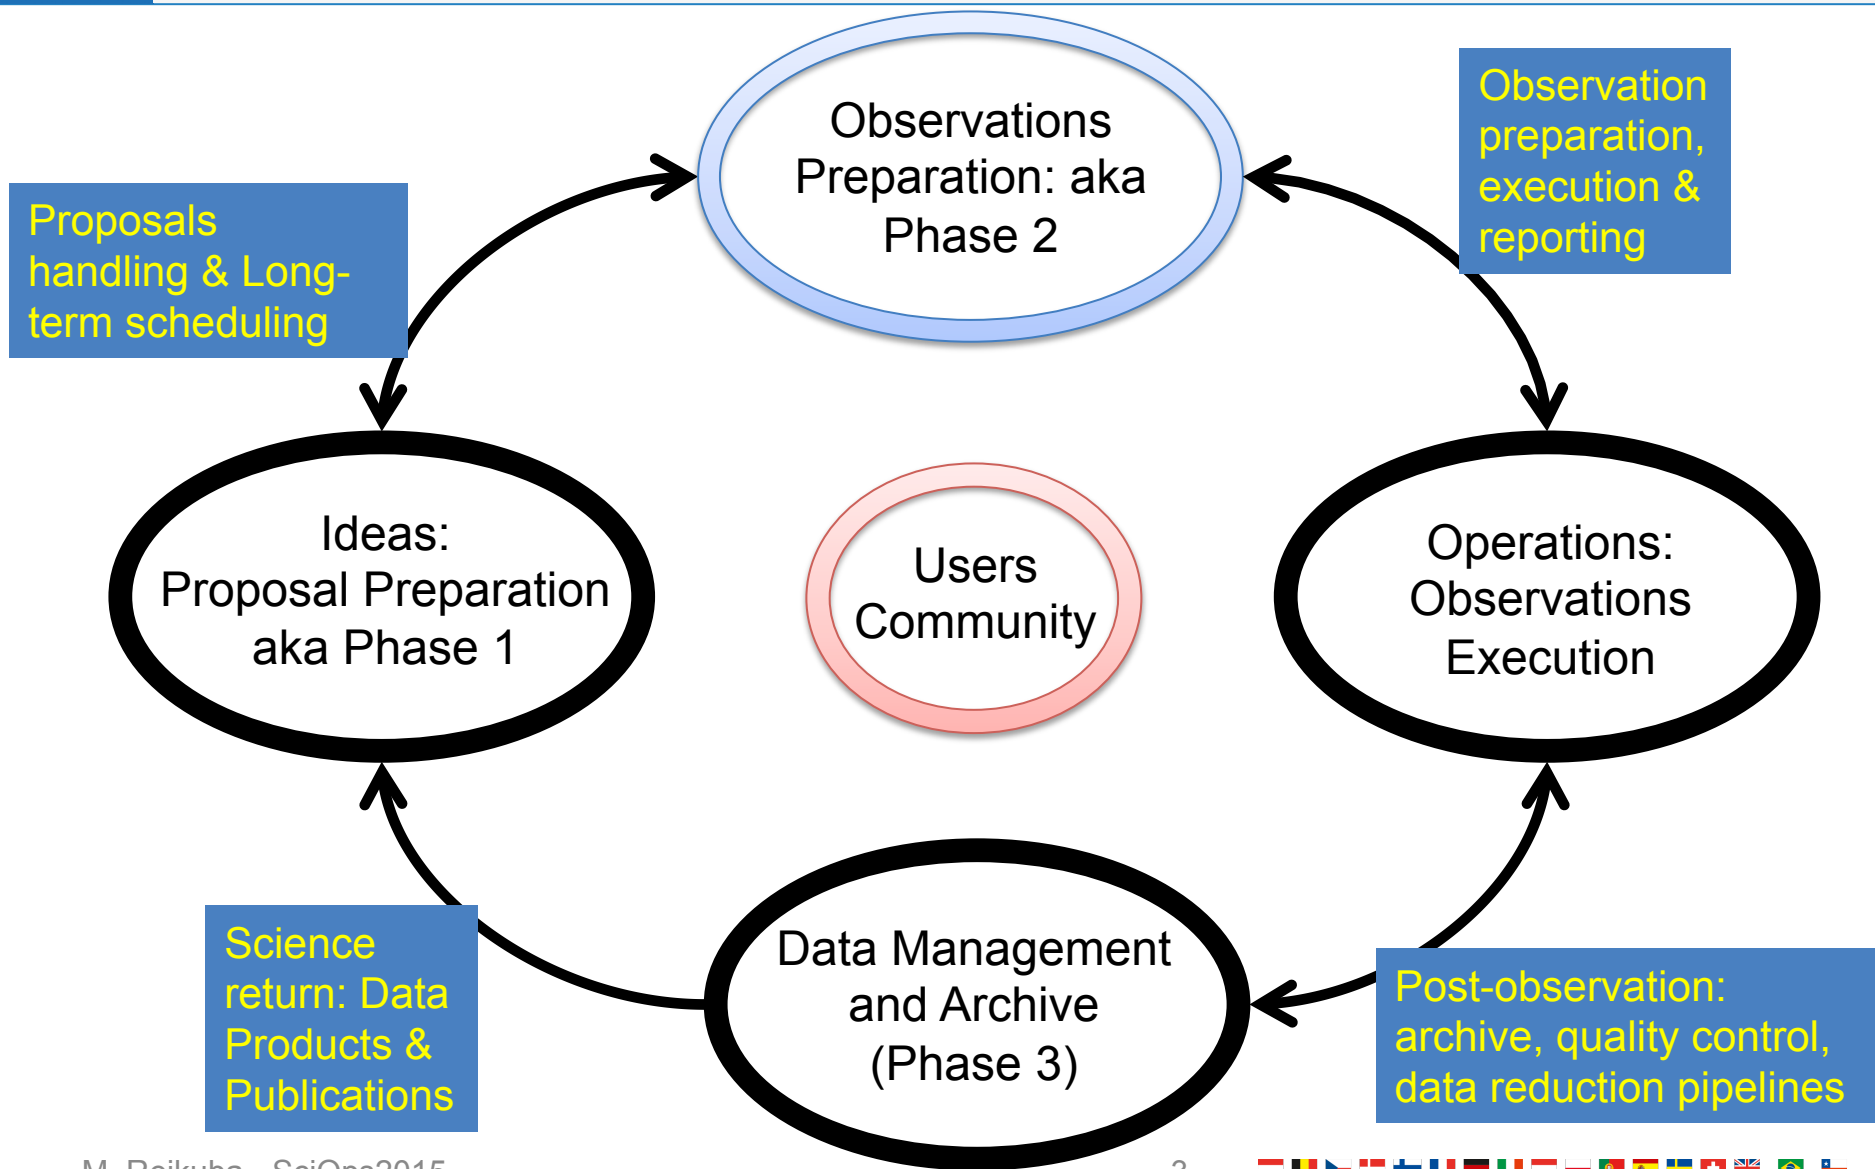 Observations
Preparation: aka
Phase 2
Observation
preparation,
execution &
reporting
Proposals
handling & Long-
term scheduling
Ideas:
Proposal Preparation
aka Phase 1
Users
Community
Operations:
Observations
Execution
Science
return: Data
Products &
Publications
Data Management
and Archive
(Phase 3)
Post-observation:
archive, quality control,
data reduction pipelines
M. Rejkuba - SciOps2015